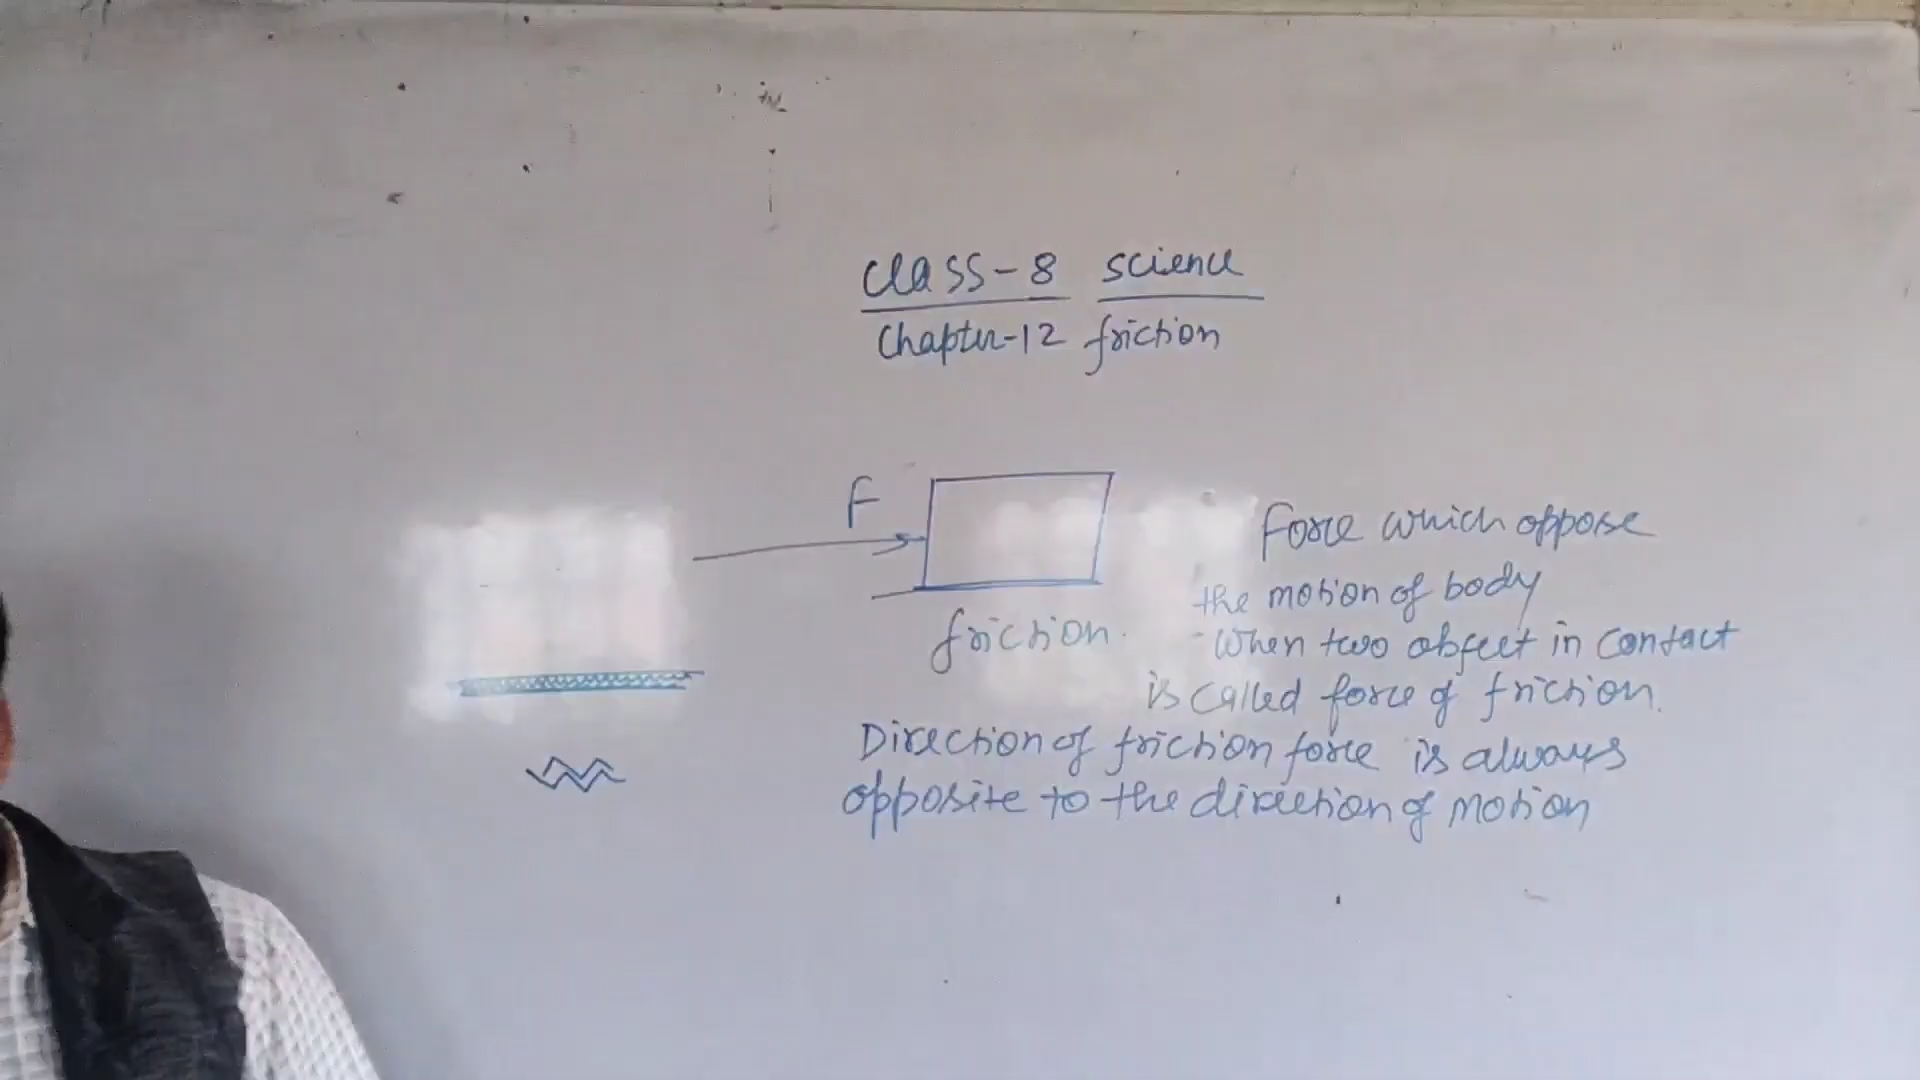 class-8 science
Chapter-12 friction
F
friction
Force which oppose
the motion of body
- when two object in contact
is called force of friction.
Direction of friction force is always
opposite to the direction of motion